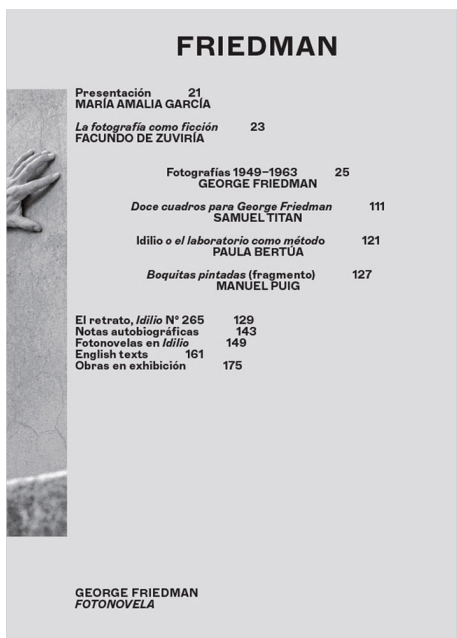 FRIEDMAN
Presentación 21
MARÍA AMALIA GARCÍA
La fotografía como ficción 23
FACUNDO DE ZUVIRÍA
Fotografías 1949–1963 25
GEORGE FRIEDMAN
Doce cuadros para George Friedman 111
SAMUEL TITAN
Idilio o el laboratorio como método 121
PAULA BERTÚA
Boquitas pintadas (fragmento) 127
MANUEL PUIG
El retrato, Idilio N° 265 129
Notas autobiográficas 143
Fotonovelas en Idilio 149
English texts 161
Obras en exhibición 175
GEORGE FRIEDMAN
FOTONOVELA